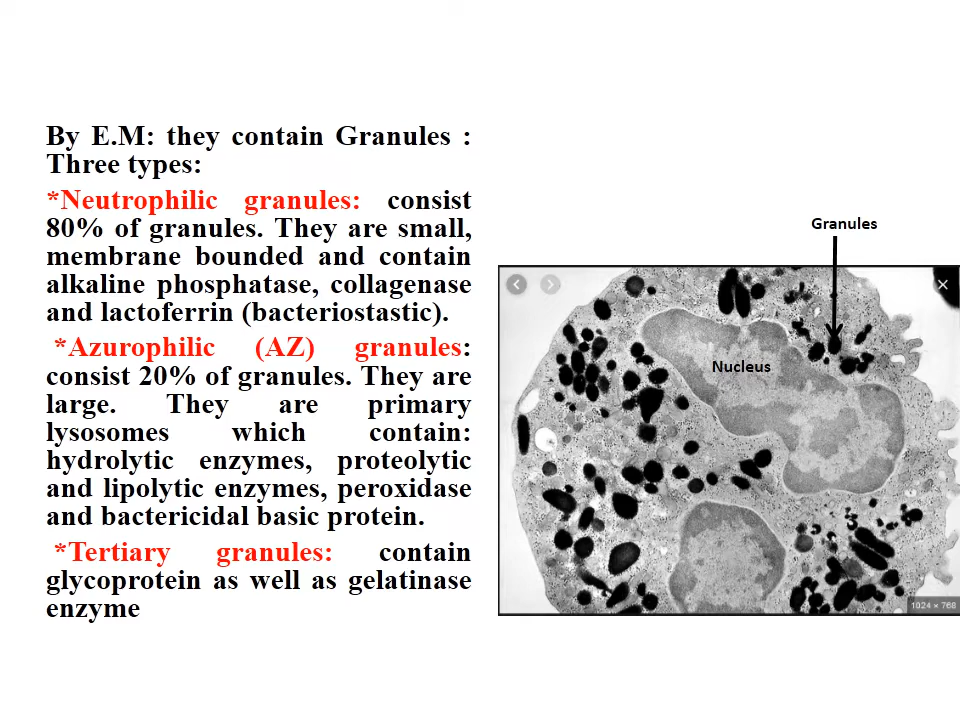 By E.M: they contain Granules :
Three types:
*Neutrophilic granules: consist
80% of granules. They are small,
membrane bounded and contain
alkaline phosphatase, collagenase
and lactoferrin (bacteriostatic).
*Azurophilic (AZ) granules:
consist 20% of granules. They are
large. They are primary
lysosomes which contain:
hydrolytic enzymes, proteolytic
and lipolytic enzymes, peroxidase
and bactericidal basic protein.
*Tertiary granules: contain
glycoprotein as well as gelatinase
enzyme
Granules
Nucleus
1024 × 768